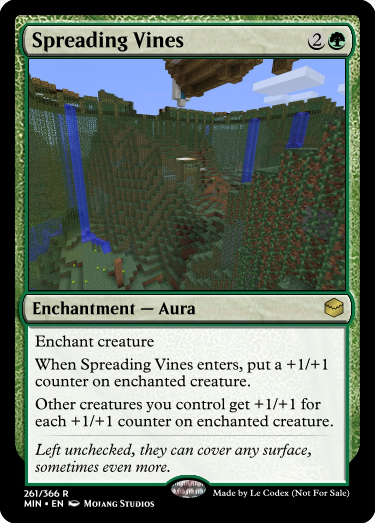 Spreading Vines 2
Enchantment — Aura
Enchant creature
When Spreading Vines enters, put a +1/+1
counter on enchanted creature.
Other creatures you control get +1/+1 for
each +1/+1 counter on enchanted creature.
Left unchecked, they can cover any surface,
sometimes even more.
261/366 R
MIN • EN Mojang Studios
Made by Le Codex (Not For Sale)